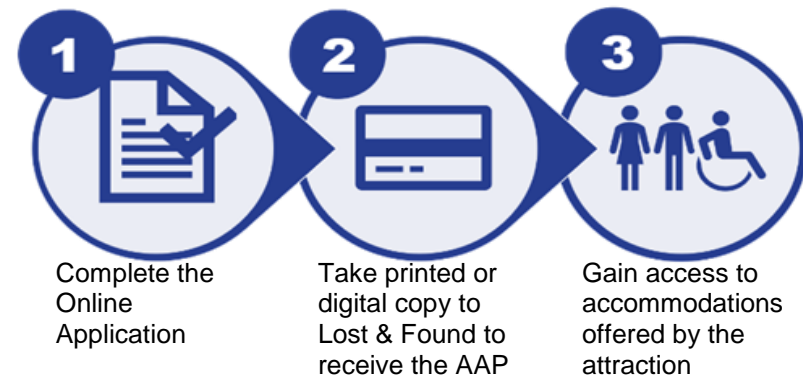 1
2
3
Complete the
Online
Application
Take printed or
digital copy to
Lost & Found to
receive the AAP
Gain access to
accommodations
offered by the
attraction